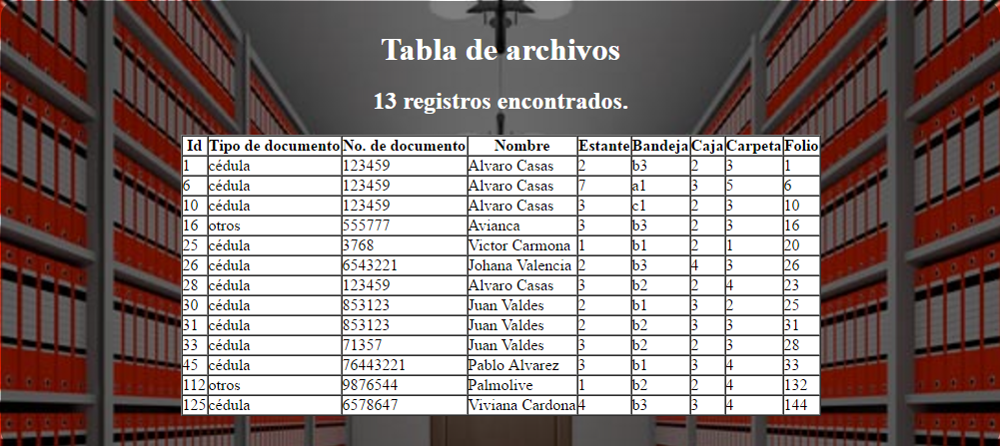 Tabla de archivos
13 registros encontrados.
Id Tipo de documento No. de documento Nombre Estante Bandeja Caja Carpeta Folio
1 cédula 123459 Alvaro Casas 2 b3 2 3 1
6 cédula 123459 Alvaro Casas 7 a1 3 5 6
10 cédula 123459 Alvaro Casas 3 c1 2 3 10
16 otros 555777 Avianca 3 b3 2 3 16
25 cédula 3768 Victor Carmona 1 b1 2 1 20
26 cédula 6543221 Johana Valencia 2 b3 4 3 26
28 cédula 123459 Alvaro Casas 3 b2 2 4 23
30 cédula 853123 Juan Valdes 2 b1 3 2 25
31 cédula 853123 Juan Valdes 2 b2 3 3 31
33 cédula 71357 Juan Valdes 3 b2 2 3 28
45 cédula 76443221 Pablo Alvarez 3 b1 3 4 33
112 otros 9876544 Palmolive 1 b2 2 4 132
125 cédula 6578647 Viviana Cardona 4 b3 3 4 144